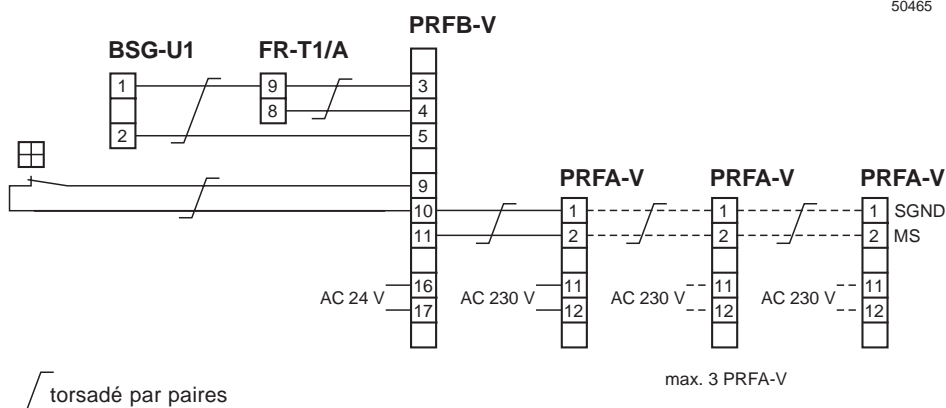 50465
PRFB-V
BSG-U1 FR-T1/A
1 9 3
8 4
2 5
9 PRFA-V PRFA-V PRFA-V
10 1 1 1 SGND
11 2 2 2 MS
AC 24 V 16 AC 230 V 11 AC 230 V 11 AC 230 V 11
17 12 12 12
max. 3 PRFA-V
torsadé par paires